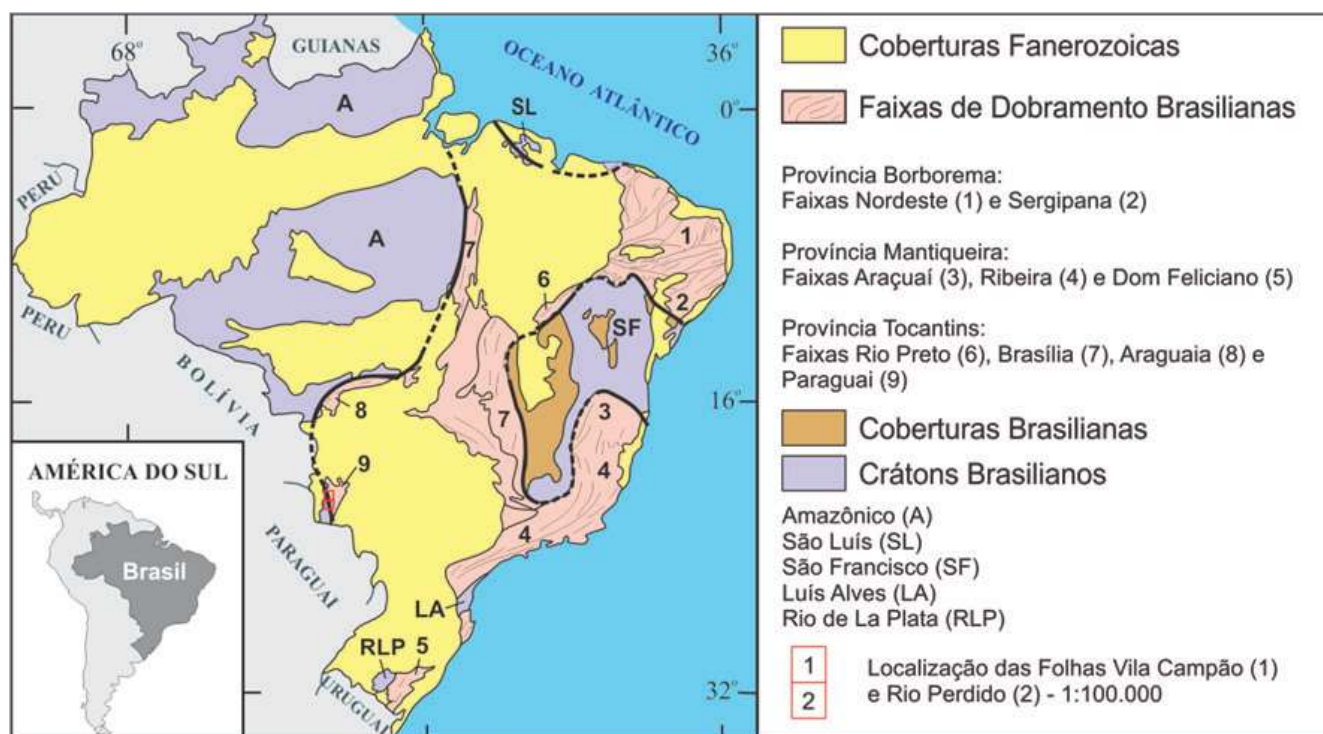 68º
GUIANAS
36º
OCEANO ATLÂNTICO
A
SL
0º
PERU
A
7
1
6
2
PERU
SF
BOLÍVIA
8
7
3
16º
9
4
AMÉRICA DO SUL
PARAGUAI
4
Brasil
LA
RLP
5
32º
URUGUAI
Coberturas Fanerozoicas
Faixas de Dobramento Brasilianas
Província Borborema:
Faixas Nordeste (1) e Sergipana (2)
Província Mantiqueira:
Faixas Araçuaí (3), Ribeira (4) e Dom Feliciano (5)
Província Tocantins:
Faixas Rio Preto (6), Brasília (7), Araguaia (8) e
Paraguai (9)
Coberturas Brasilianas
Crátons Brasilianos
Amazônico (A)
São Luís (SL)
São Francisco (SF)
Luís Alves (LA)
Rio de La Plata (RLP)
1
2
Localização das Folhas Vila Campão (1)
e Rio Perdido (2) - 1:100.000